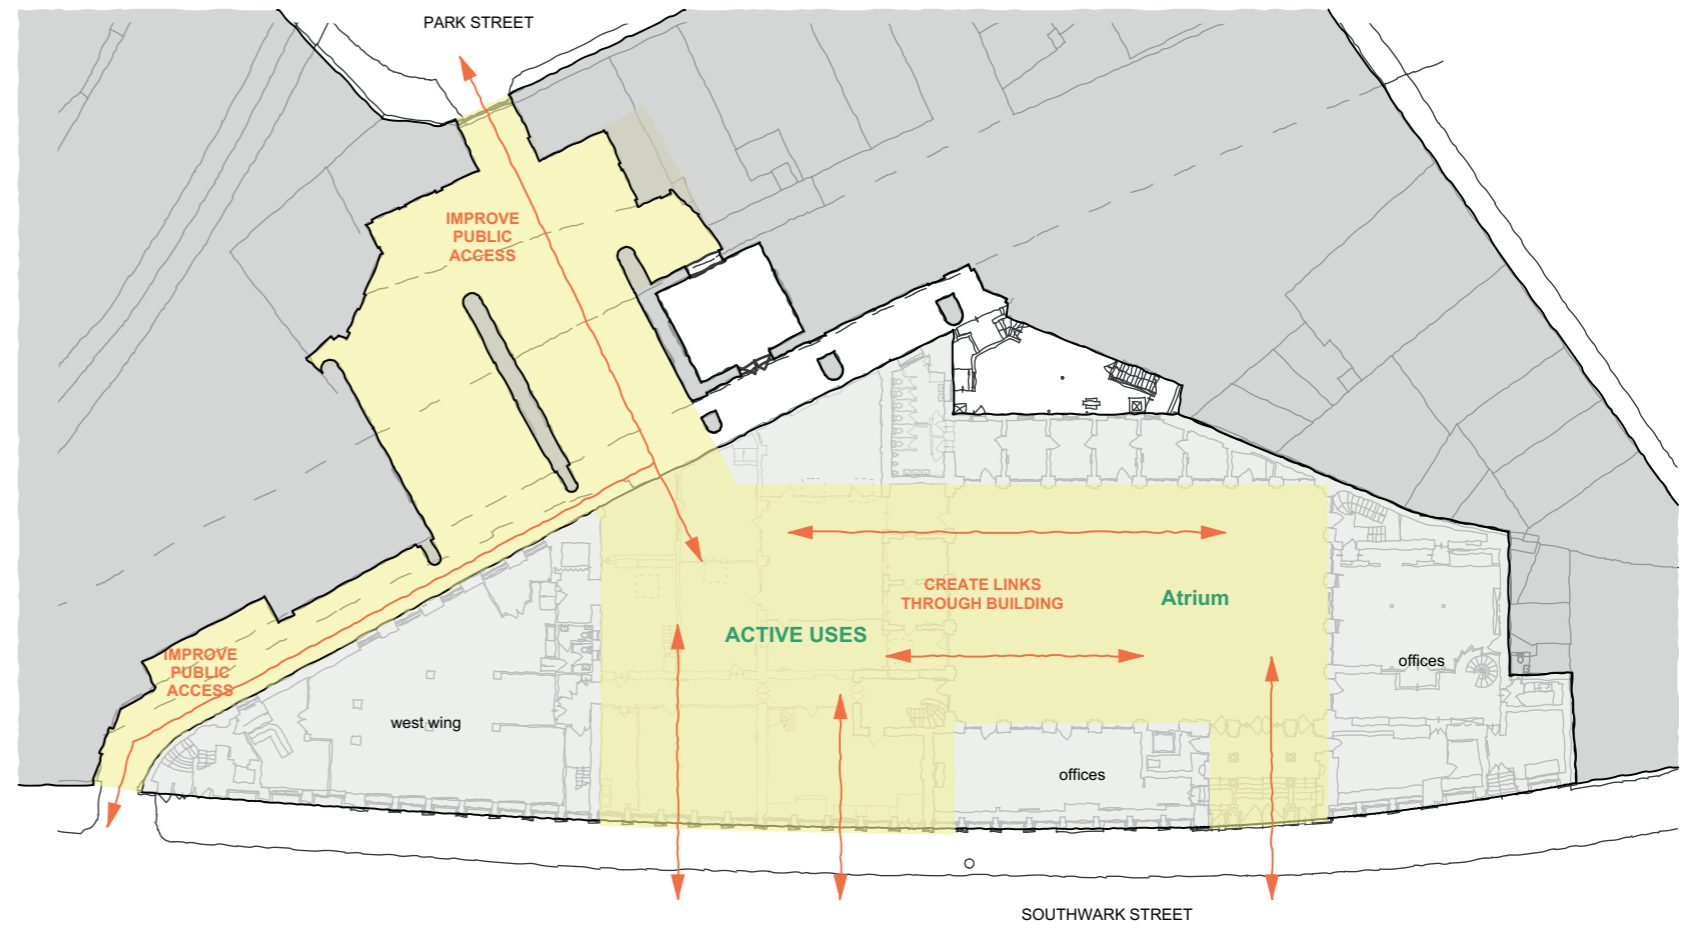 PARK STREET
IMPROVE
PUBLIC
ACCESS
CREATE LINKS
THROUGH BUILDING
Atrium
ACTIVE USES
IMPROVE
PUBLIC
ACCESS
offices
west wing
offices
SOUTHWARK STREET